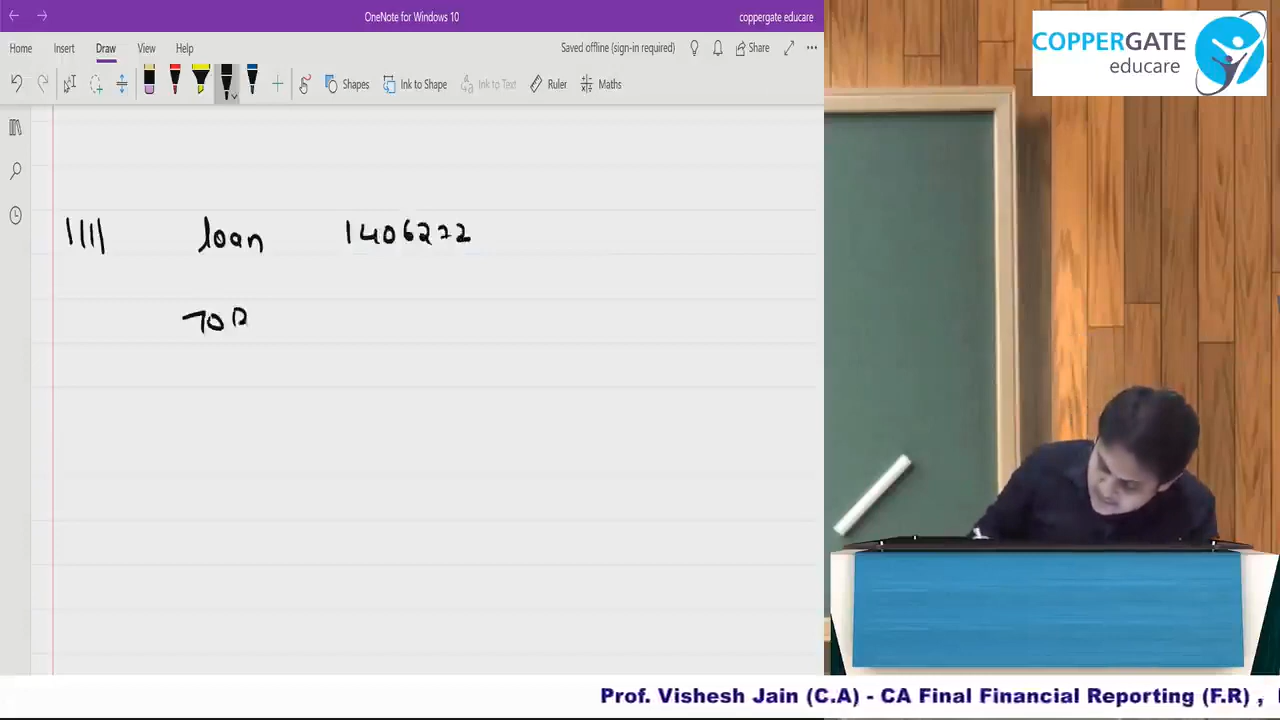 OneNote for Windows 10
coppergate educare
Home Insert Draw View Help
Saved offline (sign-in required)
Share
Shapes
Ink to Shape
Ink to Text
Ruler
Maths
COPPERGATE
educare
1111 loan 1406222
Prof. Vishesh Jain (C.A) - CA Final Financial Reporting (F.R) ,